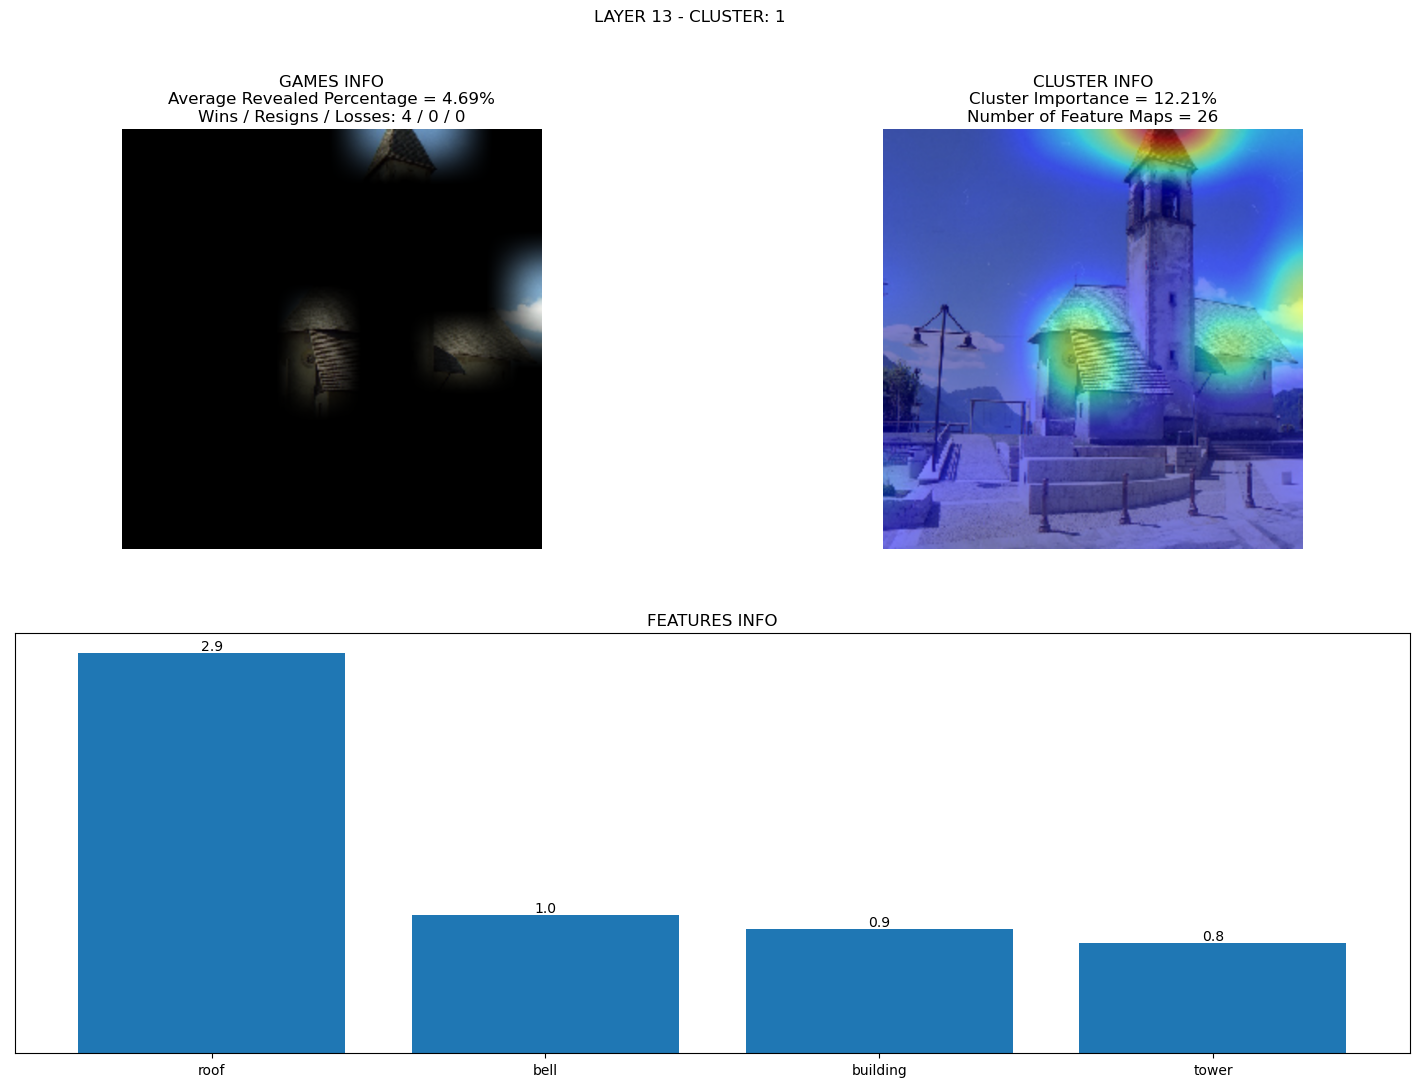 LAYER 13 - CLUSTER: 1
GAMES INFO
Average Revealed Percentage = 4.69%
Wins / Resigns / Losses: 4 / 0 / 0
CLUSTER INFO
Cluster Importance = 12.21%
Number of Feature Maps = 26
FEATURES INFO
2.9
1.0
0.9
0.8
roof
bell
building
tower